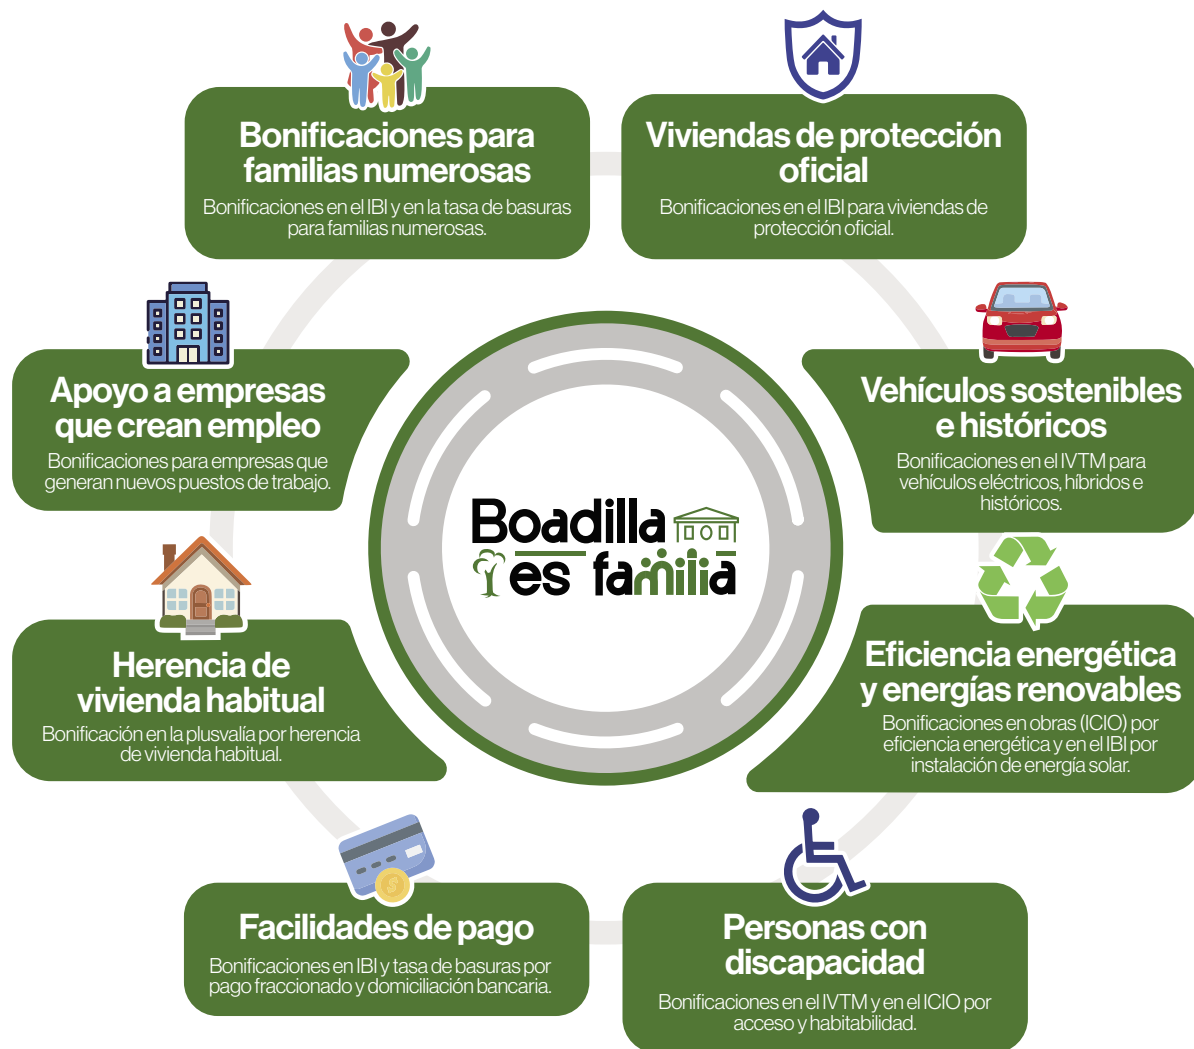 Bonificaciones para
familias numerosas
Bonificaciones en el IBI y en la tasa de basuras
para familias numerosas.
Viviendas de protección
oficial
Bonificaciones en el IBI para viviendas de
protección oficial.
Apoyo a empresas
que crean empleo
Bonificaciones para empresas que
generan nuevos puestos de trabajo.
Vehículos sostenibles
e históricos
Bonificaciones en el IVTM para
vehículos eléctricos, híbridos e
históricos.
Boadilla
es familia
Herencia de
vivienda habitual
Bonificación en la plusvalía por herencia
de vivienda habitual.
Eficiencia energética
y energías renovables
Bonificaciones en obras (ICIO) por
eficiencia energética y en el IBI por
instalación de energía solar.
Facilidades de pago
Bonificaciones en IBI y tasa de basuras por
pago fraccionado y domiciliación bancaria.
Personas con
discapacidad
Bonificaciones en el IVTM y en el ICIO por
acceso y habitabilidad.